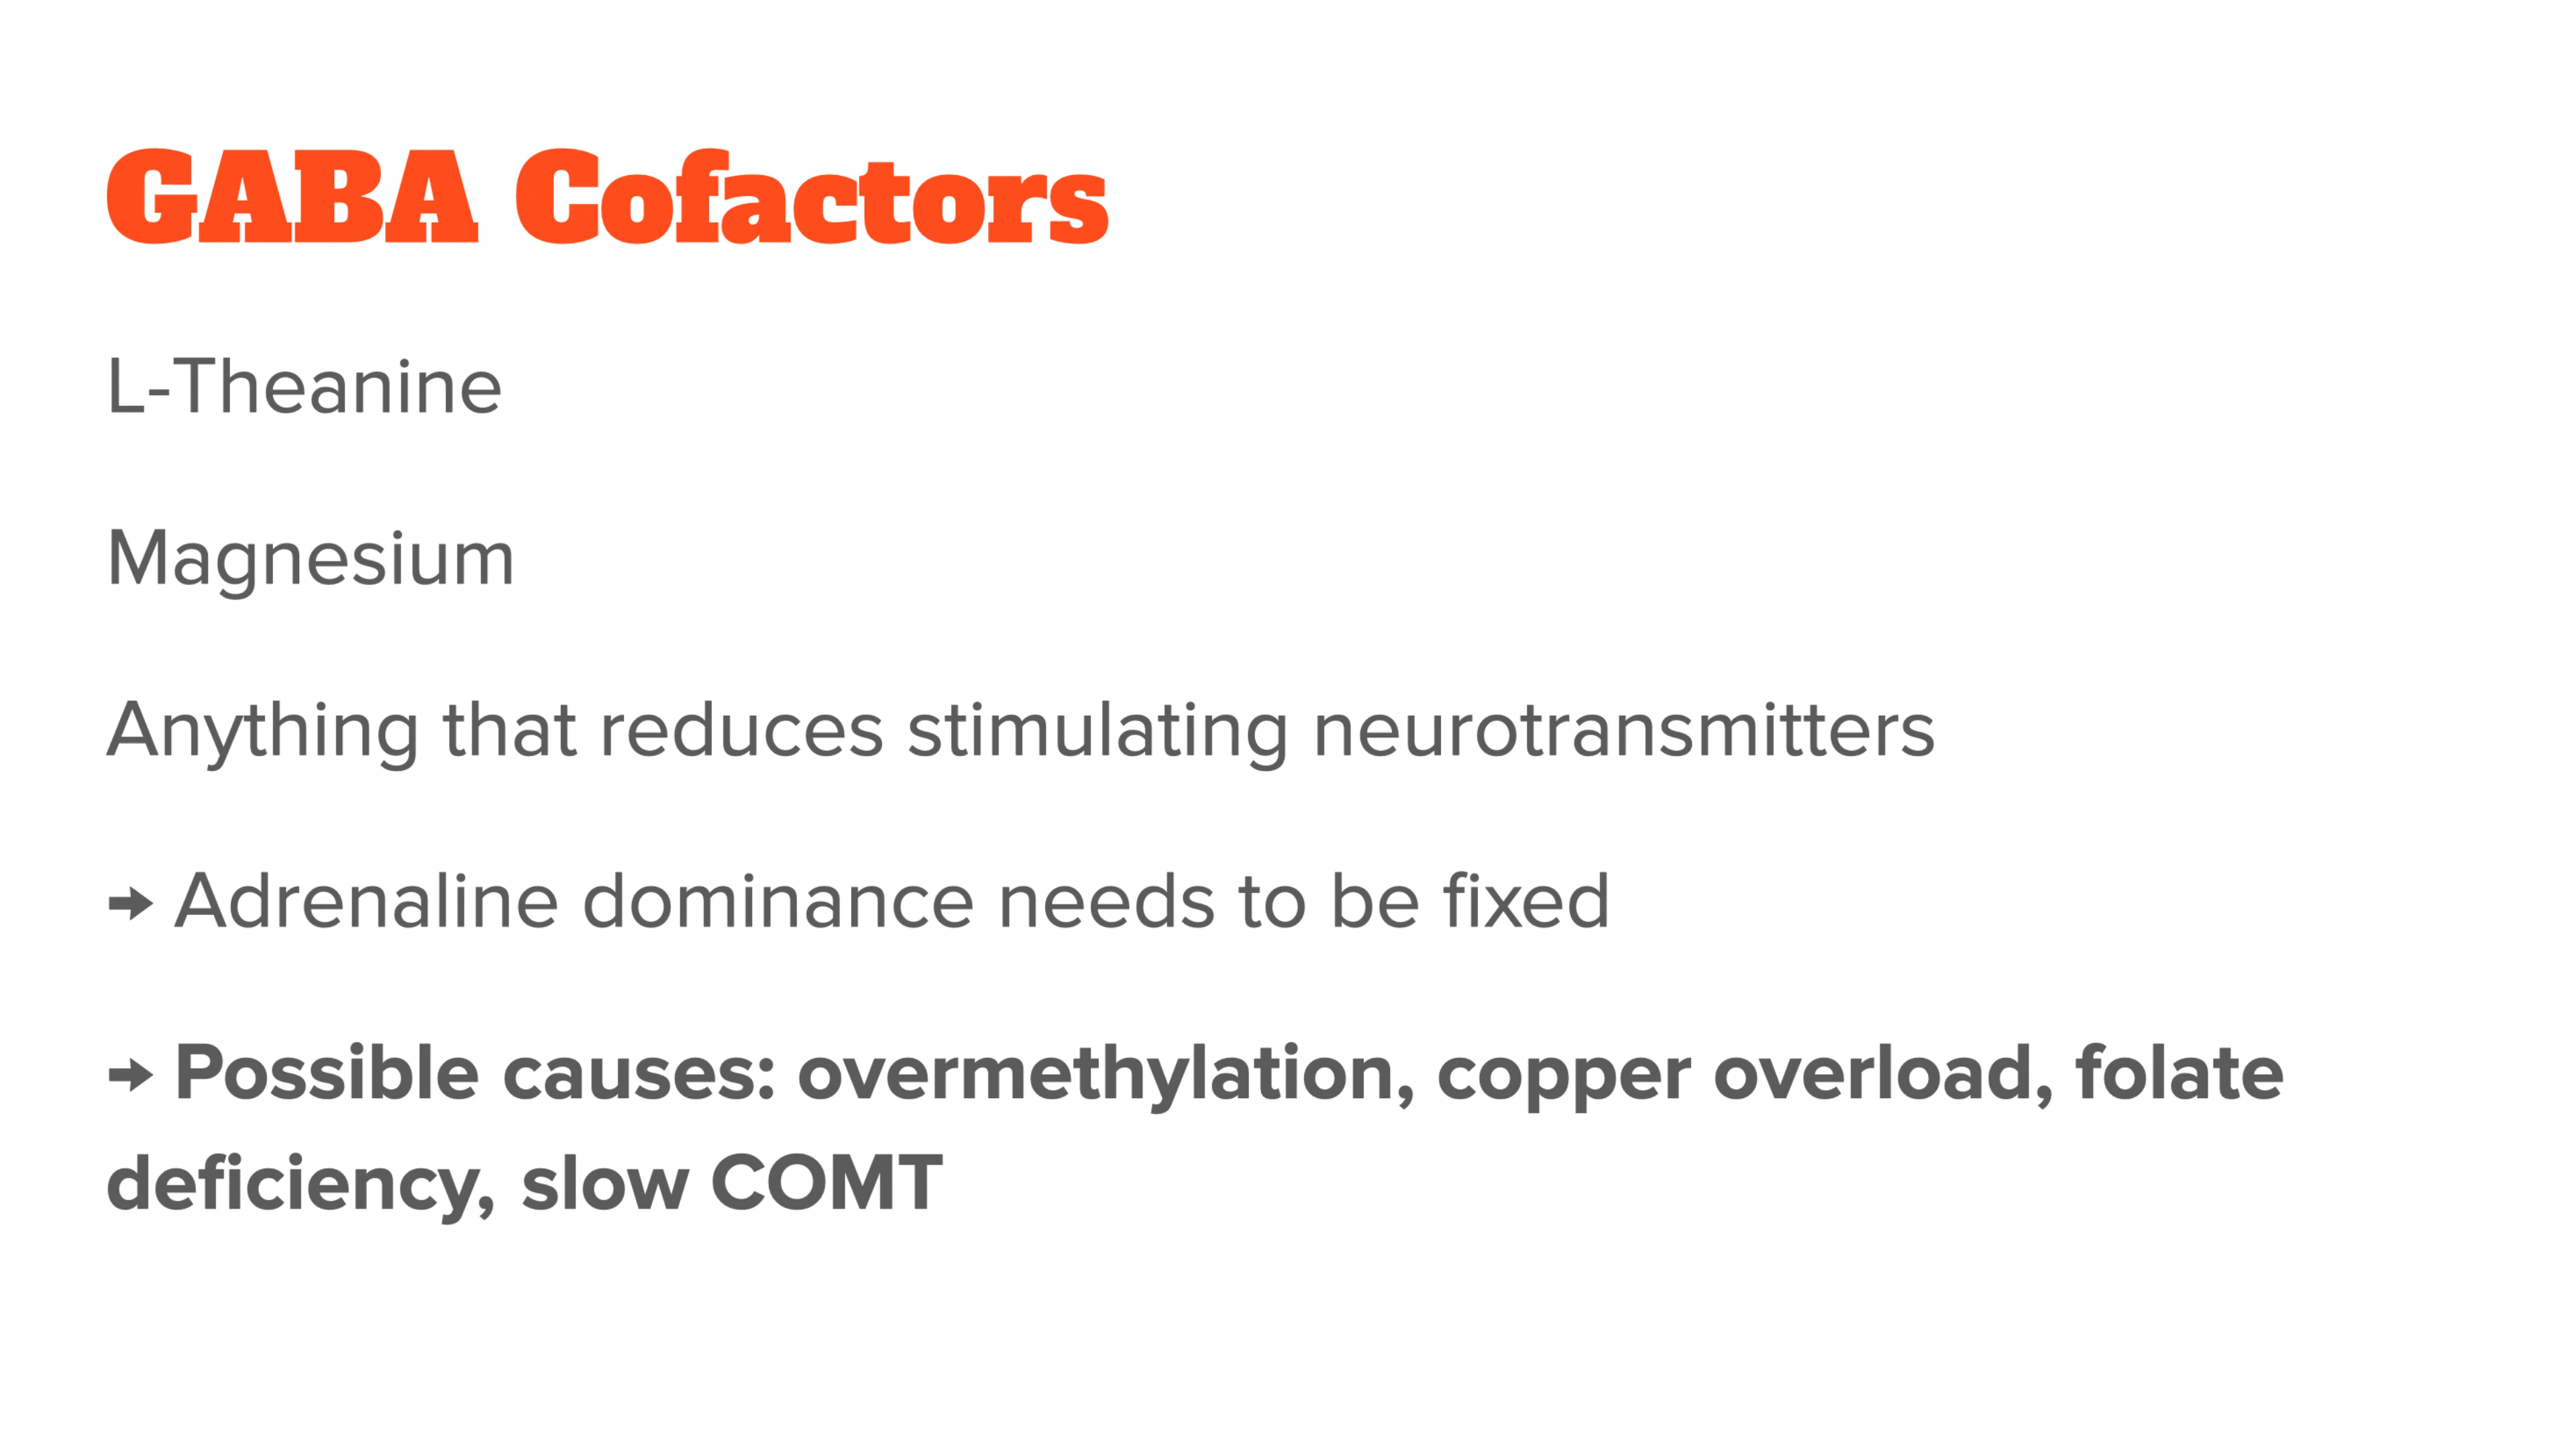 GABA Cofactors
L-Theanine
Magnesium
Anything that reduces stimulating neurotransmitters
→ Adrenaline dominance needs to be fixed
→ Possible causes: overmethylation, copper overload, folate
deficiency, slow COMT